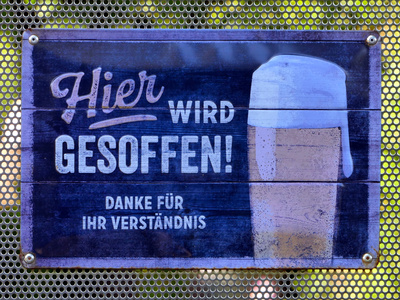 Hier WIRD
GESOFFEN!
DANKE FÜR
IHR VERSTÄNDNIS